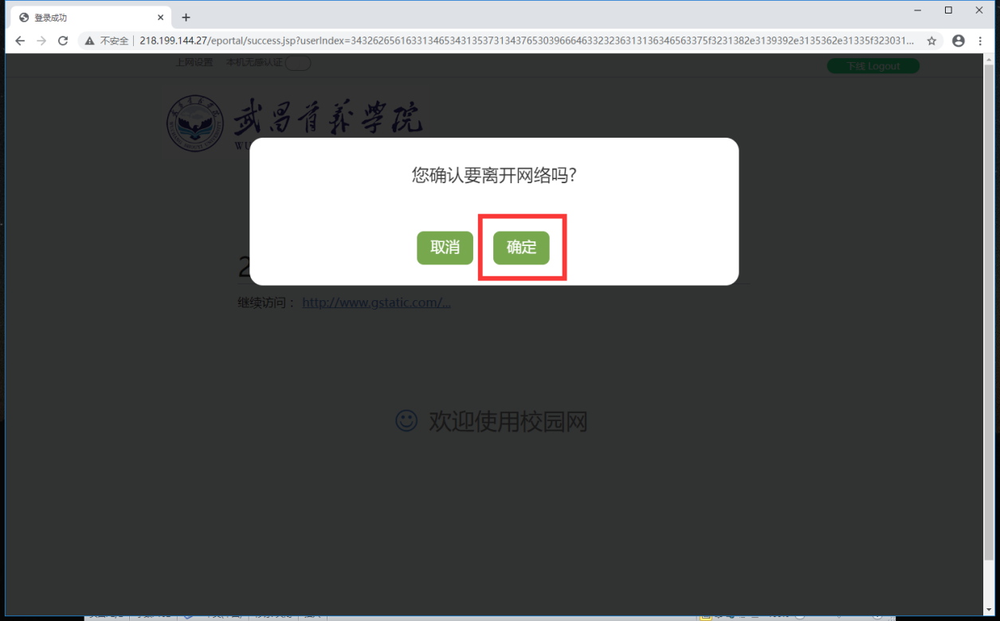 登录成功
不安全 218.199.144.27/eportal/success.jsp?userIndex=
上网设置 本机无感认证
下线 Logout
武昌首义学院
WU
您确认要离开网络吗?
取消 确定
2
继续访问： http://www.gstatic.com/...
欢迎使用校园网